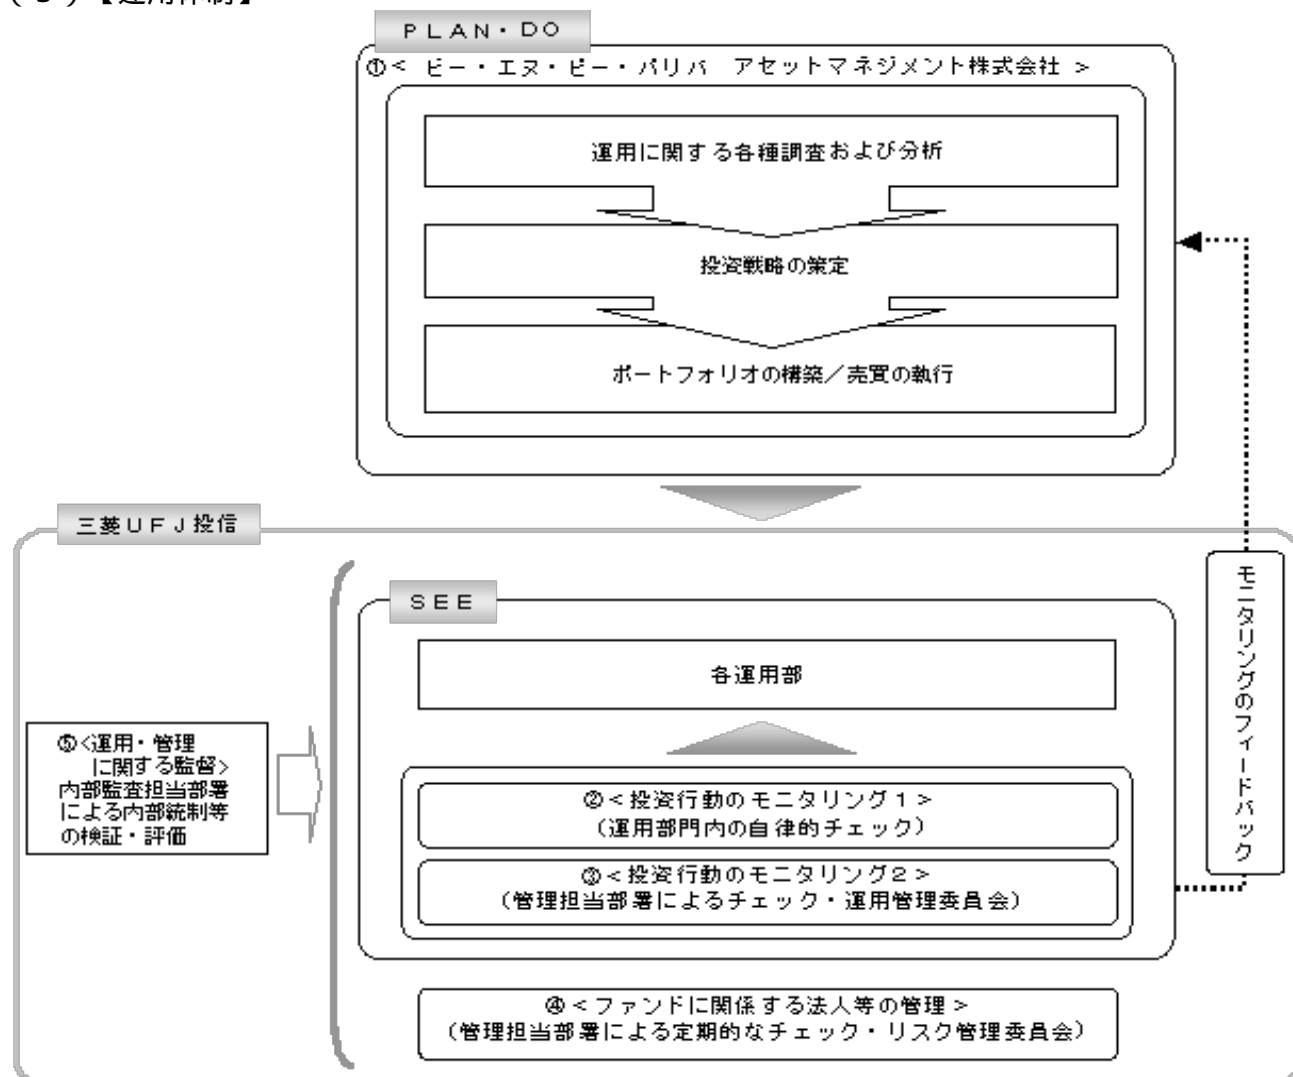 【運用体制】
ＰＬＡＮ・ＤＯ
①＜ ビー・エヌ・ピー・パリバ　アセットマネジメント株式会社 ＞
運用に関する各種調査および分析
投資戦略の策定
ポートフォリオの構築／売買の執行
三菱ＵＦＪ投信
ＳＥＥ
各運用部
モニタリングのフィードバック
⑤＜運用・管理
に関する監督＞
内部監査担当部署
による内部統制等
の検証・評価
②＜投資行動のモニタリング１＞
（運用部門内の自律的チェック）
③＜投資行動のモニタリング２＞
（管理担当部署によるチェック・運用管理委員会）
④＜ファンドに関係する法人等の管理＞
（管理担当部署による定期的なチェック・リスク管理委員会）